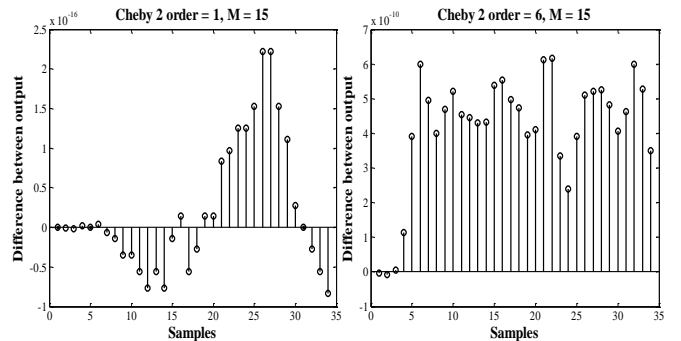 Cheby 2 order = 1, M = 15
x 10^-16
2.5
2
1.5
1
0.5
0
-0.5
-1
0 5 10 15 20 25 30 35
Samples
Difference between output
Cheby 2 order = 6, M = 15
x 10^-10
7
6
5
4
3
2
1
0
-1
0 5 10 15 20 25 30 35
Samples
Difference between output